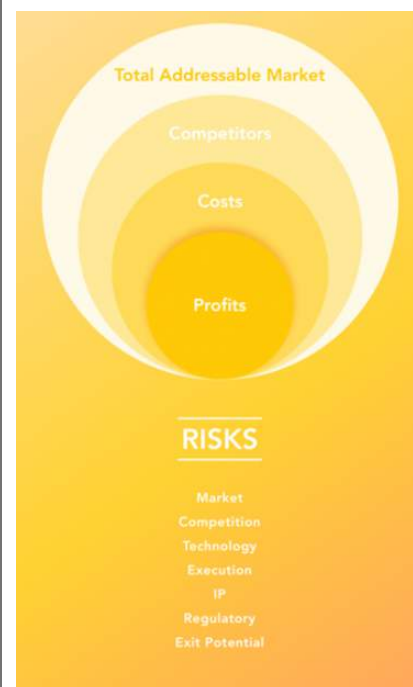 Total Addressable Market
Competitors
Costs
Profits
RISKS
Market
Competition
Technology
Execution
IP
Regulatory
Exit Potential